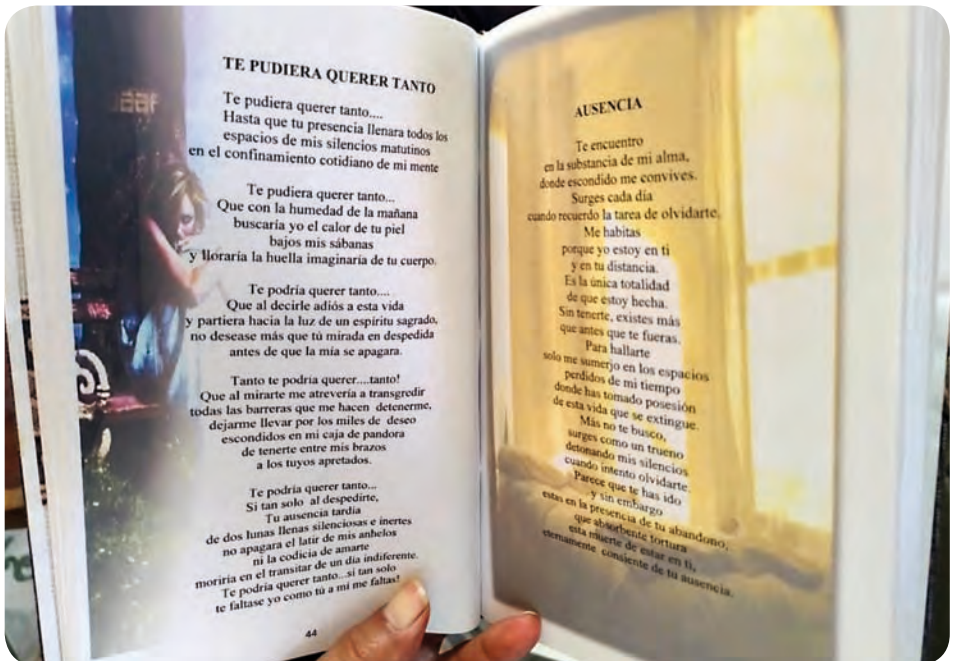 TE PUDIERA QUERER TANTO
Te pudiera querer tanto....
Hasta que tu presencia llenara todos los
espacios de mis silencios matutinos
en el confinamiento cotidiano de mi mente
Te pudiera querer tanto...
Que con la humedad de la mañana
buscaría yo el calor de tu piel
bajos mis sábanas
y lloraría la huella imaginaria de tu cuerpo.
Te podría querer tanto....
Que al decirle adiós a esta vida
y partiera hacia la luz de un espíritu sagrado,
no desease más que tú mirada en despedida
antes de que la mía se apagara.
Tanto te podría querer....tanto!
Que al mirarte me atrevería a transgredir
todas las barreras que me hacen detenerme,
dejarme llevar por los miles de deseo
escondidos en mi caja de pandora
de tenerte entre mis brazos
a los tuyos apretados.
Te podría querer tanto...
Si tan solo al despedirte,
Tu ausencia tardía
de dos lunas llenas silenciosas e inertes
no apagara el latir de mis anhelos
ni la codicia de amarte
moriría en el transitar de un día indiferente.
Te podría querer tanto...si tan solo
te faltase yo como tú a mí me faltas!
44
AUSENCIA
Te encuentro
en la substancia de mi alma,
donde escondido me convives.
Surges cada día
cuando recuerdo la tarea de olvidarte.
Me habitas
porque yo estoy en ti
y en tu distancia.
Es la única totalidad
de que estoy hecha.
Sin tenerte, existes más
que antes que te fueras.
Para hallarte
solo me sumerjo en los espacios
perdidos de mi tiempo
donde has tomado posesión
de esta vida que se extingue.
Más no te busco,
surges como un trueno
detonando mis silencios
cuando intento olvidarte.
Parece que te has ido
y sin embargo
estas en la presencia de tu abandono,
que absorbente tortura
esta muerte de estar en ti,
eternamente consiente de tu ausencia.